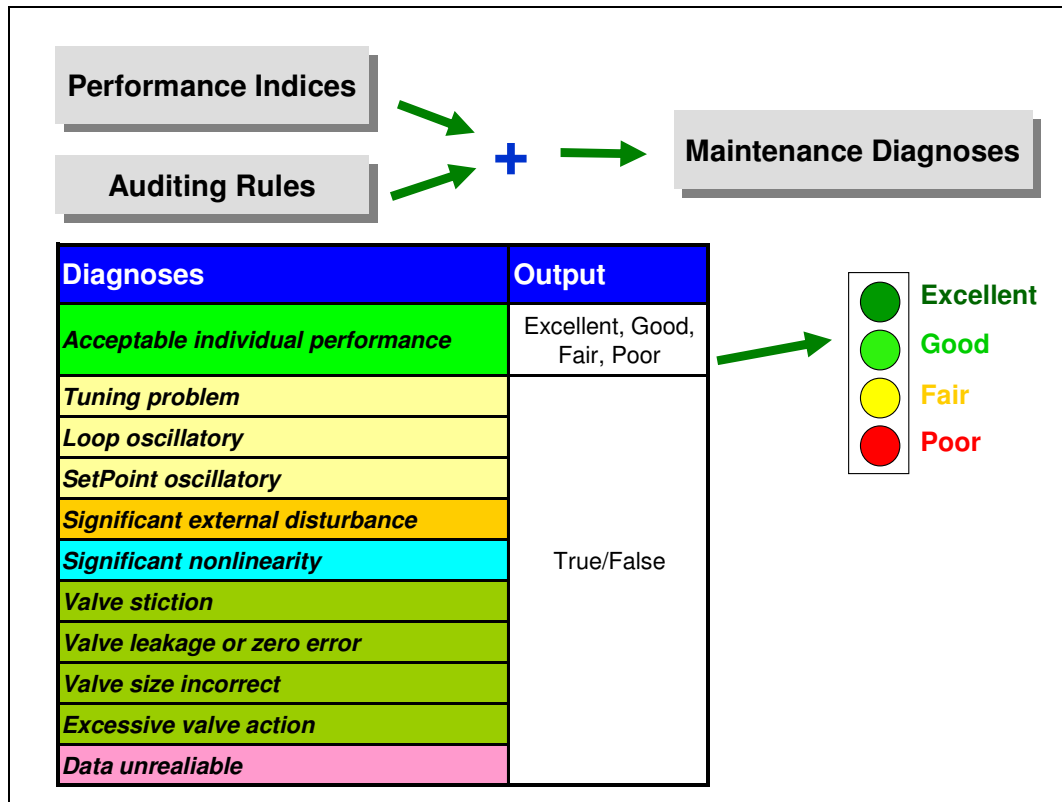 Performance Indices
Auditing Rules
+
Maintenance Diagnoses
Diagnoses Output
Acceptable individual performance
Excellent, Good,
Fair, Poor
Tuning problem
Loop oscillatory
SetPoint oscillatory
Significant external disturbance
Significant nonlinearity
Valve stiction
Valve leakage or zero error
Valve size incorrect
Excessive valve action
Data unrealiable
True/False
Excellent
Good
Fair
Poor